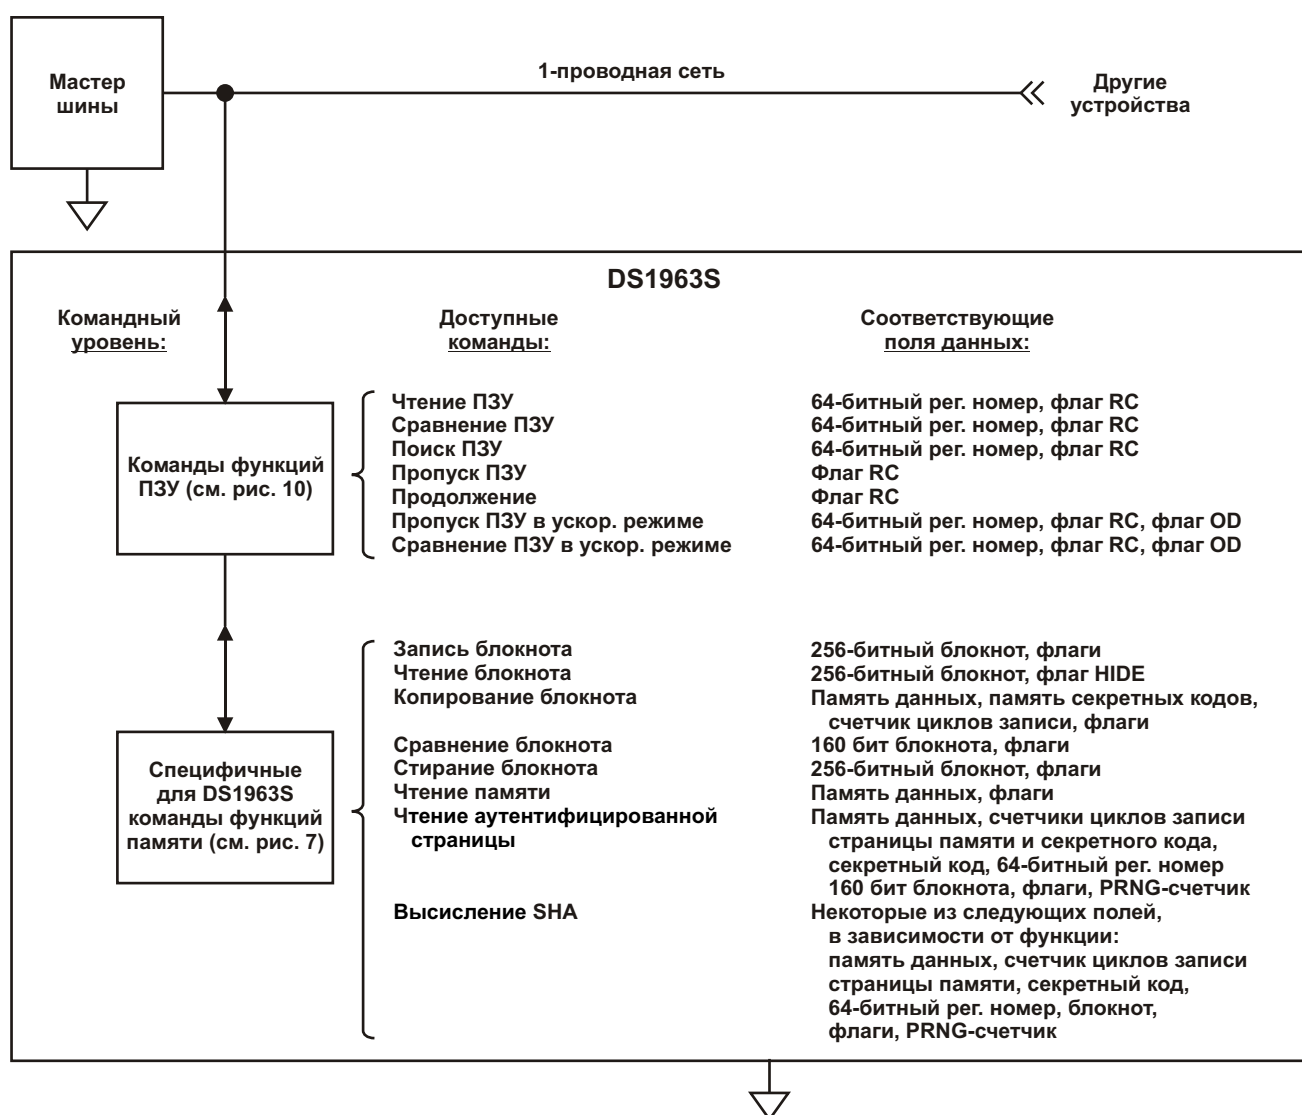 Мастер
шины
1-проводная сеть
Другие
устройства
DS1963S
Командный
уровень:
Доступные
команды:
Соответствующие
поля данных:
Команды функций
ПЗУ (см. рис. 10)
Чтение ПЗУ
Сравнение ПЗУ
Поиск ПЗУ
Пропуск ПЗУ
Продолжение
Пропуск ПЗУ в ускор. режиме
Сравнение ПЗУ в ускор. режиме
64-битный рег. номер, флаг RC
64-битный рег. номер, флаг RC
64-битный рег. номер, флаг RC
Флаг RC
Флаг RC
64-битный рег. номер, флаг RC, флаг OD
64-битный рег. номер, флаг RC, флаг OD
Специфичные
для DS1963S
команды функций
памяти (см. рис. 7)
Запись блокнота
Чтение блокнота
Копирование блокнота
Сравнение блокнота
Стирание блокнота
Чтение памяти
Чтение аутентифицированной
страницы
Высисление SHA
256-битный блокнот, флаги
256-битный блокнот, флаг HIDE
Память данных, память секретных кодов,
счетчик циклов записи, флаги
160 бит блокнота, флаги
256-битный блокнот, флаги
Память данных, флаги
Память данных, счетчики циклов записи
страницы памяти и секретного кода,
секретный код, 64-битный рег. номер
160 бит блокнота, флаги, PRNG-счетчик
Некоторые из следующих полей,
в зависимости от функции:
память данных, счетчик циклов записи
страницы памяти, секретный код,
64-битный рег. номер, блокнот,
флаги, PRNG-счетчик